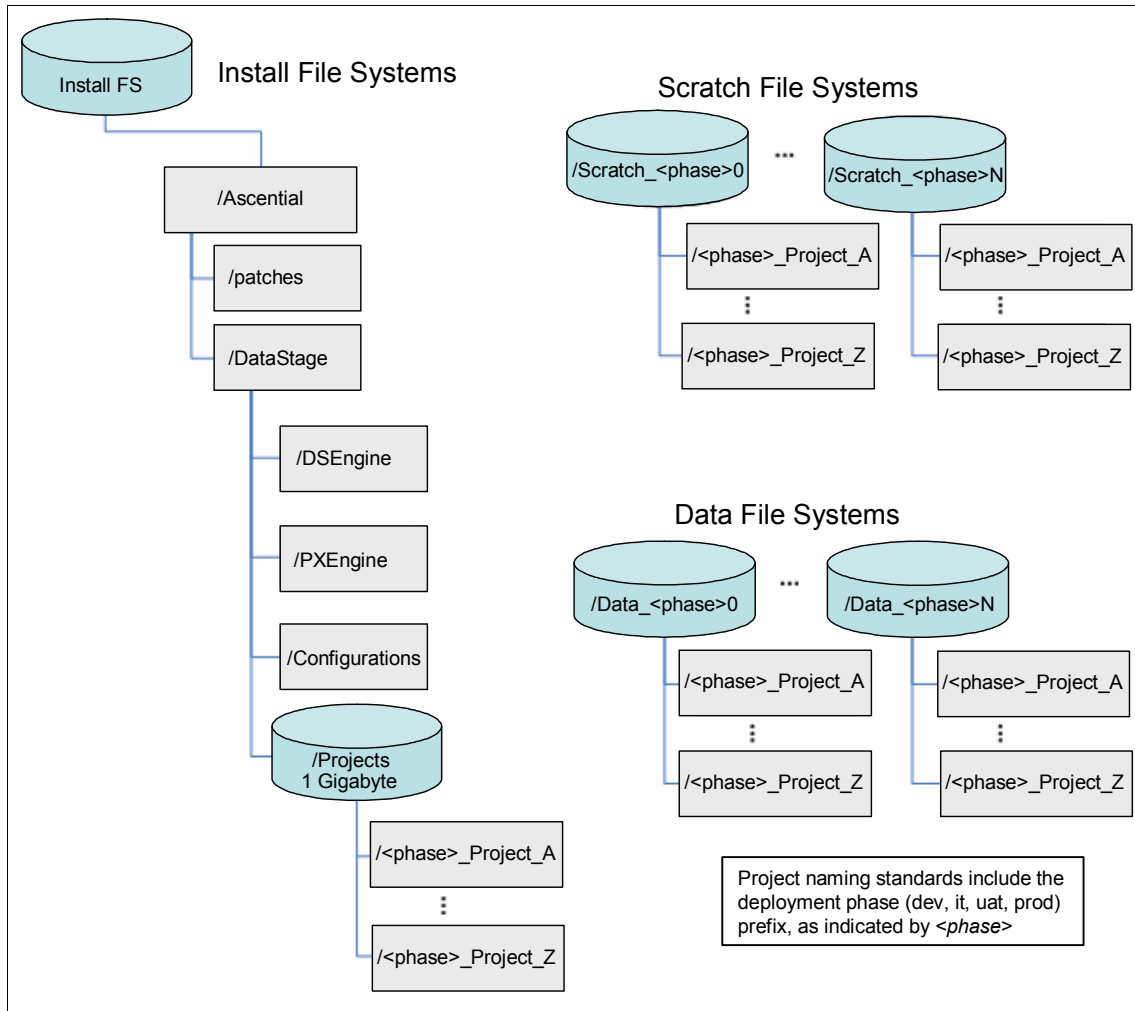 Install File Systems
Install FS
/Ascential
/patches
/DataStage
/DSEngine
/PXEngine
/Configurations
/Projects
1 Gigabyte
/<phase>_Project_A
/<phase>_Project_Z
Scratch File Systems
/Scratch_<phase>0
...
/Scratch_<phase>N
/<phase>_Project_A
/<phase>_Project_Z
/<phase>_Project_A
/<phase>_Project_Z
Data File Systems
/Data_<phase>0
...
/Data_<phase>N
/<phase>_Project_A
/<phase>_Project_Z
/<phase>_Project_A
/<phase>_Project_Z
Project naming standards include the
deployment phase (dev, it, uat, prod)
prefix, as indicated by <phase>